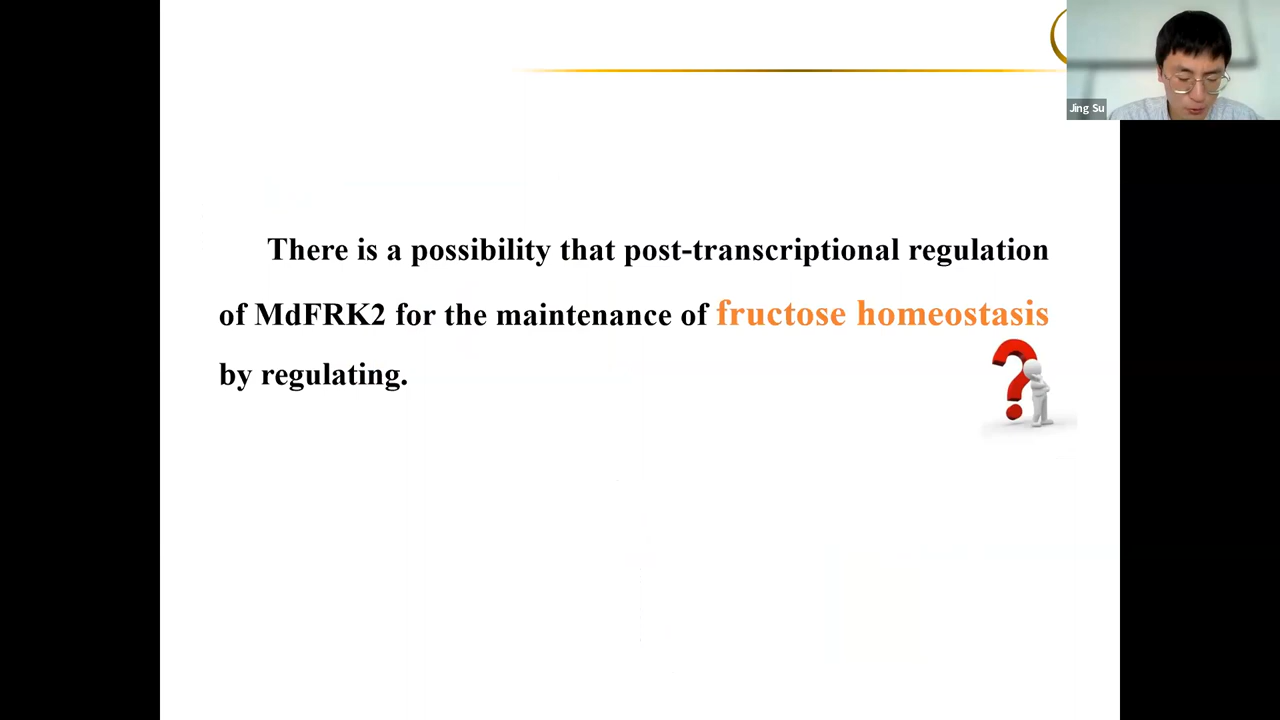 Jing Su
There is a possibility that post-transcriptional regulation
of MdFRK2 for the maintenance of fructose homeostasis
by regulating.